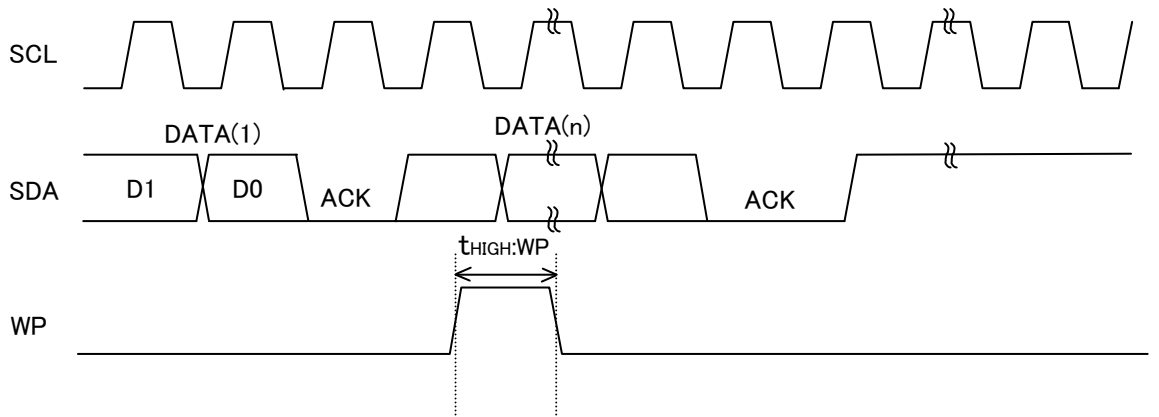 SCL
DATA(1)
DATA(n)
SDA
D1
D0
ACK
ACK
tHIGH:WP
WP